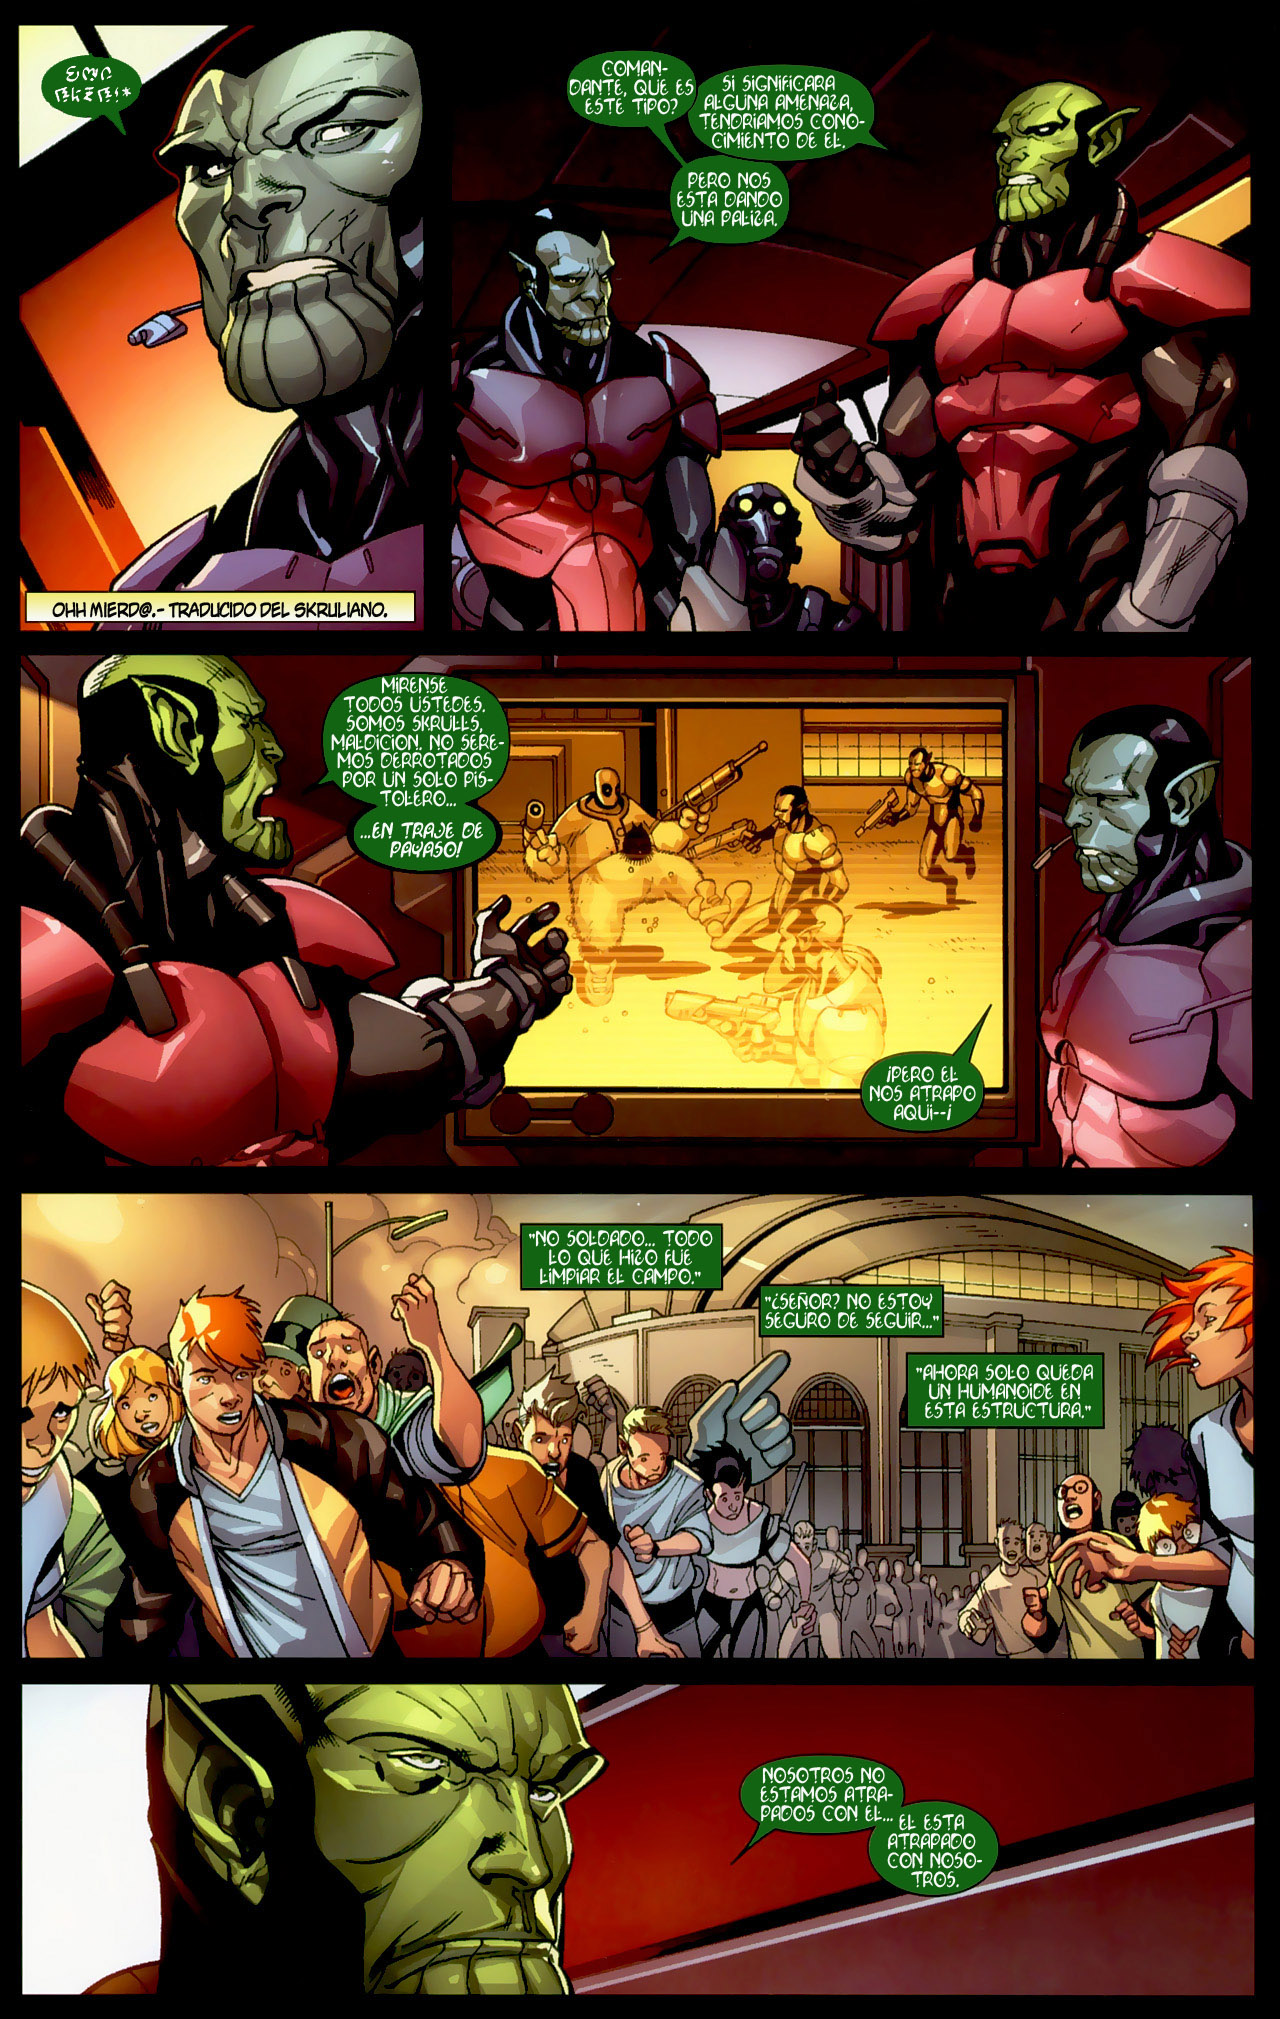 OHH MIERD@.- TRADUCIDO DEL SKRULIANO.
COMAN-
DANTE, QUE ES
ESTE TIPO?
SI SIGNIFICARA
ALGUNA AMENAZA,
TENDRIAMOS CONO-
CIMIENTO DE EL.
PERO NOS
ESTA DANDO
UNA PALIZA.
MIRENSE
TODOS USTEDES.
SOMOS SKRULLS,
MALDICION. NO SERE-
MOS DERROTADOS
POR UN SOLO PIS-
TOLERO...
...EN TRAJE DE
PAYASO!
¡PERO EL
NOS ATRAPO
AQUI--¡
"NO SOLDADO... TODO
LO QUE HIZO FUE
LIMPIAR EL CAMPO."
"¿SEÑOR? NO ESTOY
SEGURO DE SEGUIR..."
"AHORA SOLO QUEDA
UN HUMANOIDE EN
ESTA ESTRUCTURA."
NOSOTROS NO
ESTAMOS ATRA-
PADOS CON EL...
EL ESTA
ATRAPADO
CON NOSO-
TROS.